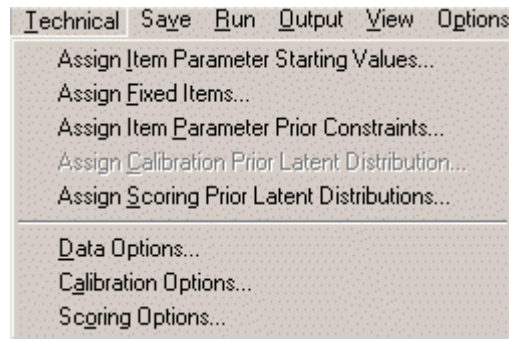 Technical Save Run Output View Options
Assign Item Parameter Starting Values...
Assign Fixed Items...
Assign Item Parameter Prior Constraints...
Assign Calibration Prior Latent Distribution...
Assign Scoring Prior Latent Distributions...
Data Options...
Calibration Options...
Scoring Options...